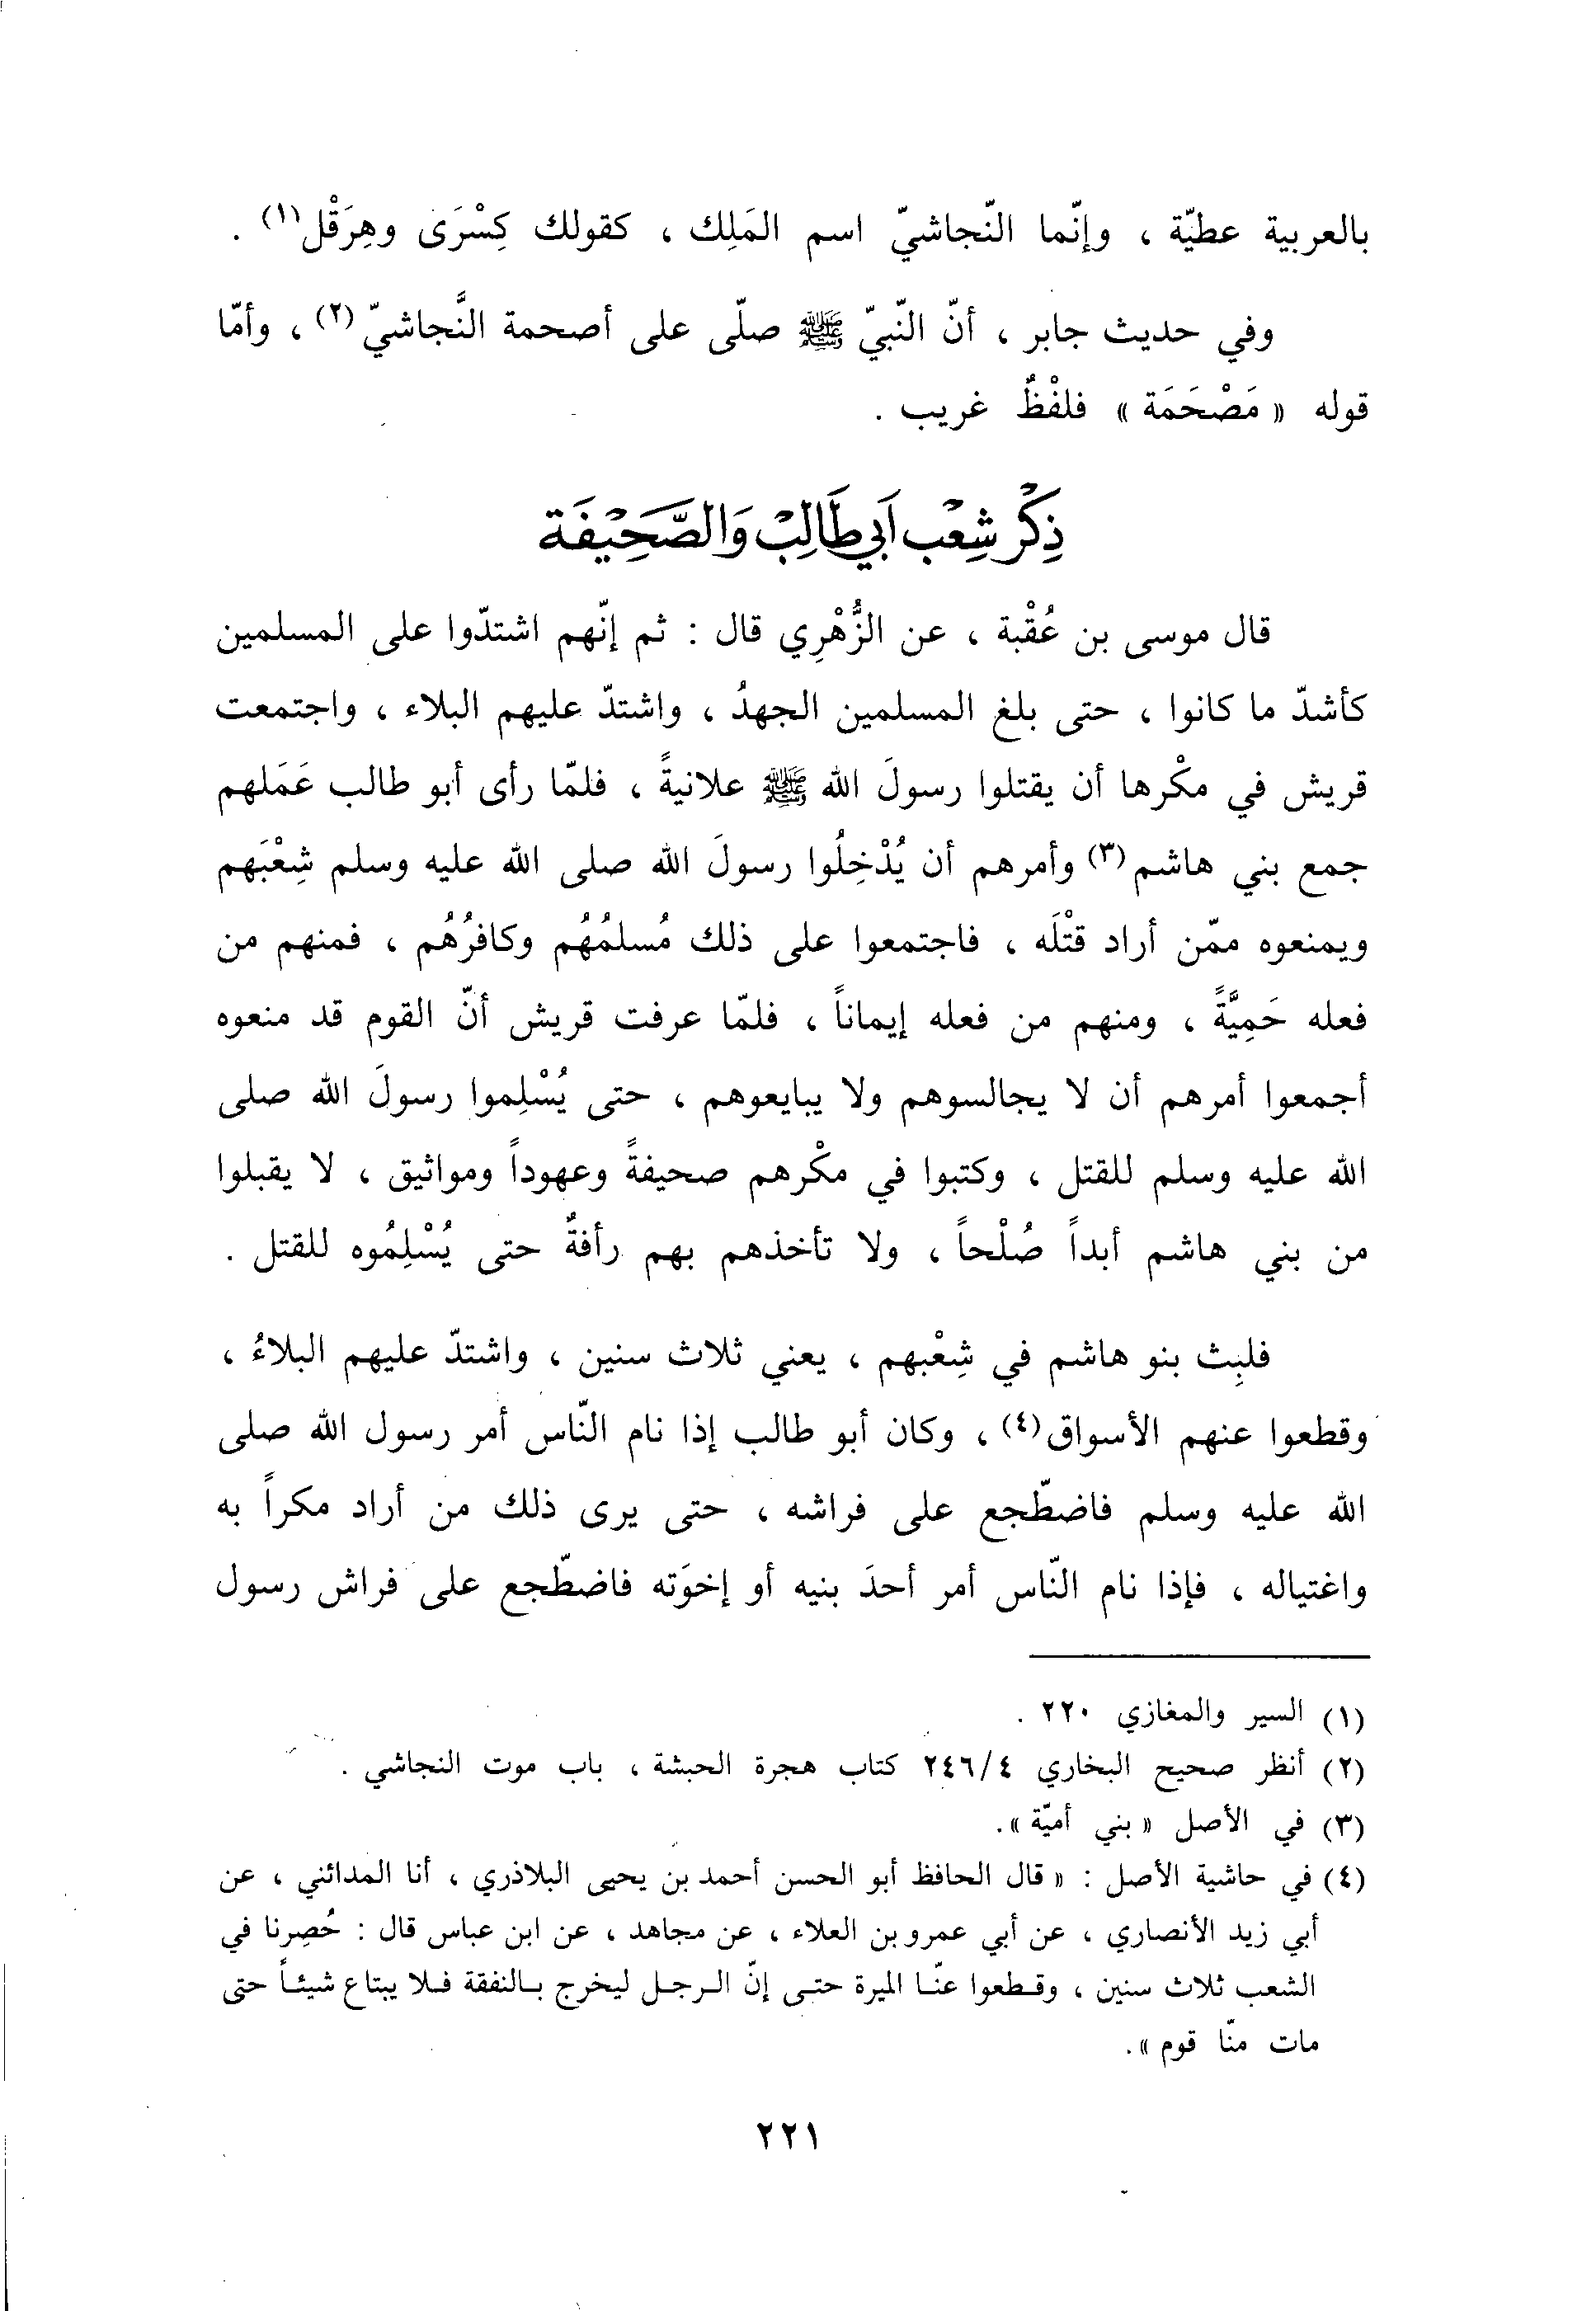 بالعربية عطيّة ، وإنّما النّجاشيّ اسم المَلِك ، كقولك كِسْرَى وهِرَقْل(١) .
وفي حديث جابر ، أنّ النّبيّ ﷺ صلّى على أصحمة النَّجاشيّ(٢) ، وأمّا
قوله « مَصْحَمَة » فلفْظٌ غريب .
ذِكْر شِعْب أَبي طَالِبْ وَالصَّحَيْفَة
قال موسى بن عُقْبة ، عن الزُّهْرِي قال : ثم إنّهم اشتدّوا على المسلمين
كأشدّ ما كانوا ، حتى بلغ المسلمين الجهدُ ، واشتدّ عليهم البلاء ، واجتمعت
قريش في مكْرها أن يقتلوا رسولَ الله ﷺ علانيةً ، فلمّا رأى أبو طالب عَمَلهم
جمع بني هاشم(٣) وأمرهم أن يُدْخِلُوا رسولَ الله صلى الله عليه وسلم شِعْبَهم
ويمنعوه ممّن أراد قتْلَه ، فاجتمعوا على ذلك مُسلمُهُم وكافرُهُم ، فمنهم من
فعله حَمِيَّةً ، ومنهم من فعله إيماناً ، فلمّا عرفت قريش أنّ القوم قد منعوه
أجمعوا أمرهم أن لا يجالسوهم ولا يبايعوهم ، حتى يُسْلِموا رسولَ الله صلى
الله عليه وسلم للقتل ، وكتبوا في مكْرهم صحيفةً وعهوداً ومواثيق ، لا يقبلوا
من بني هاشم أبداً صُلْحاً ، ولا تأخذهم بهم رأفةٌ حتى يُسْلِمُوه للقتل .
فلبِث بنو هاشم في شِعْبهم ، يعني ثلاث سنين ، واشتدّ عليهم البلاءُ ،
وقطعوا عنهم الأسواق(٤) ، وكان أبو طالب إذا نام النّاس أمر رسول الله صلى
الله عليه وسلم فاضطّجع على فراشه ، حتى يرى ذلك من أراد مكراً به
واغتياله ، فإذا نام النّاس أمر أحدَ بنيه أو إخوَته فاضطّجع على فراش رسول
(١) السير والمغازي ٢٢٠ .
(٢) أنظر صحيح البخاري ٢٤٦/٤ كتاب هجرة الحبشة ، باب موت النجاشي .
(٣) في الأصل « بني أميّة ».
(٤) في حاشية الأصل : « قال الحافظ أبو الحسن أحمد بن يحيى البلاذري ، أنا المدائني ، عن
أبي زيد الأنصاري ، عن أبي عمرو بن العلاء ، عن مجاهد ، عن ابن عباس قال : حُصِرنا في
الشعب ثلاث سنين ، وقطعوا عنّا الميرة حتى إنّ الرجل ليخرج بالنفقة فلا يبتاع شيئاً حتى
مات منّا قوم ».
٢٢١